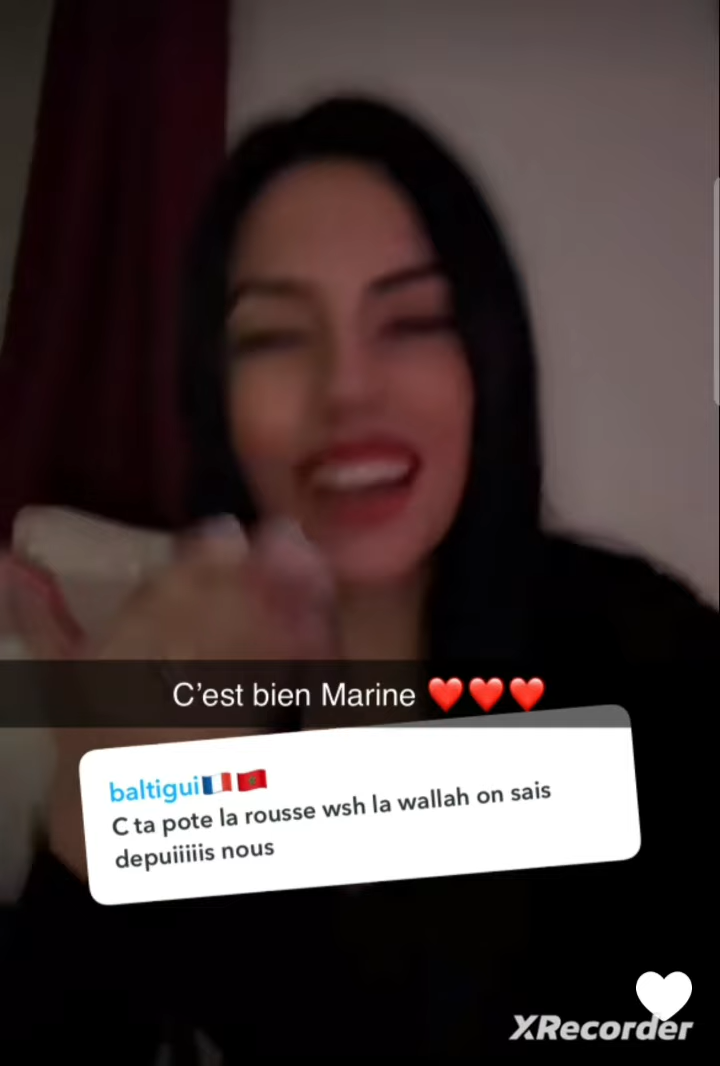 C’est bien Marine ❤️❤️❤️
baltigui🇫🇷🇲🇦
C ta pote la rousse wsh la wallah on sais
depuiiiiis nous
XRecorder